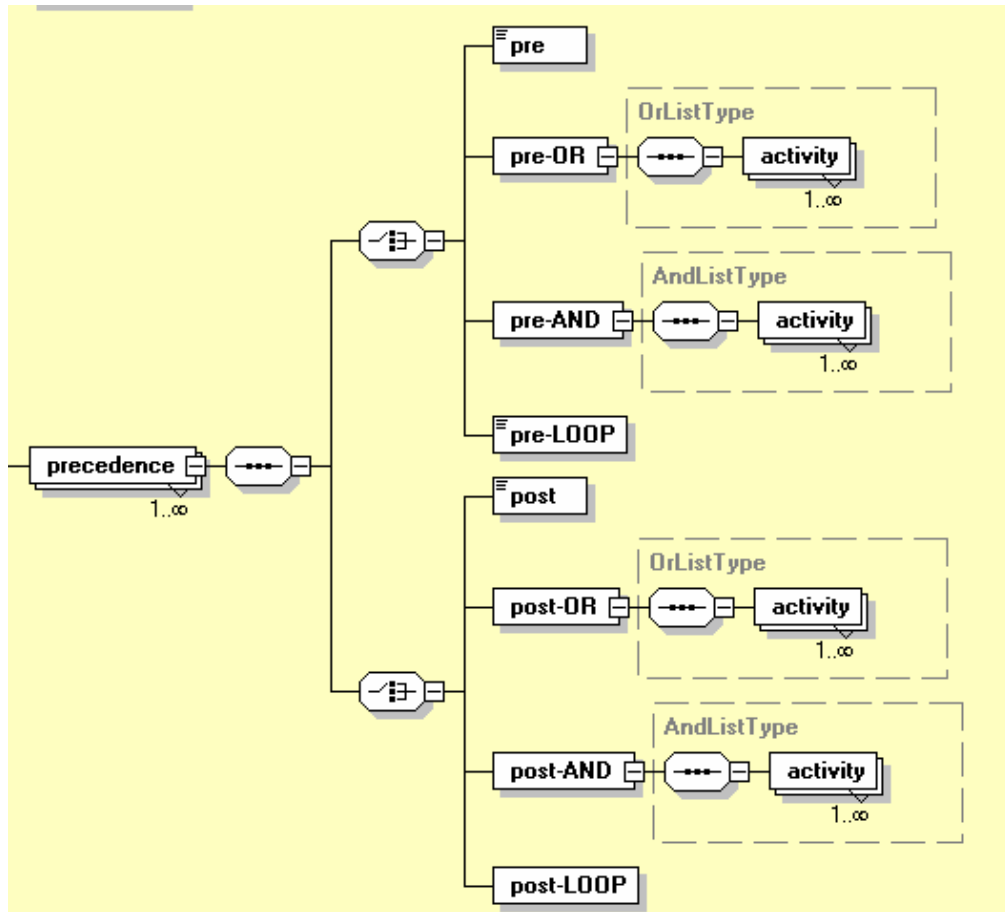 pre
OrListType
pre-OR
activity
1..∞
AndListType
pre-AND
activity
1..∞
pre-LOOP
precedence
1..∞
post
OrListType
post-OR
activity
1..∞
AndListType
post-AND
activity
1..∞
post-LOOP